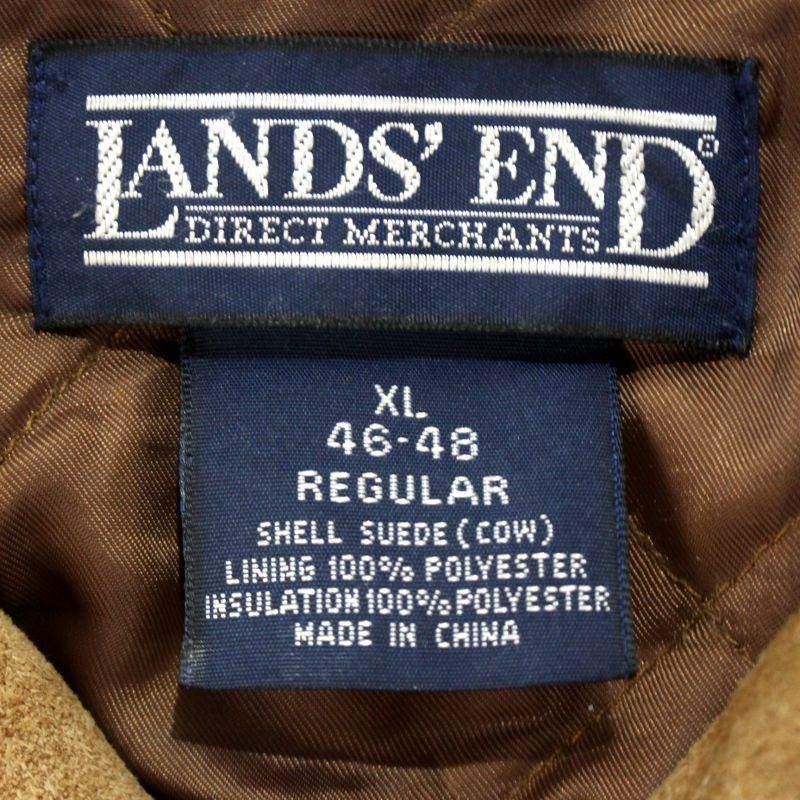 LANDS' END®
DIRECT MERCHANTS
XL
46-48
REGULAR
SHELL SUEDE (COW)
LINING 100% POLYESTER
INSULATION 100% POLYESTER
MADE IN CHINA